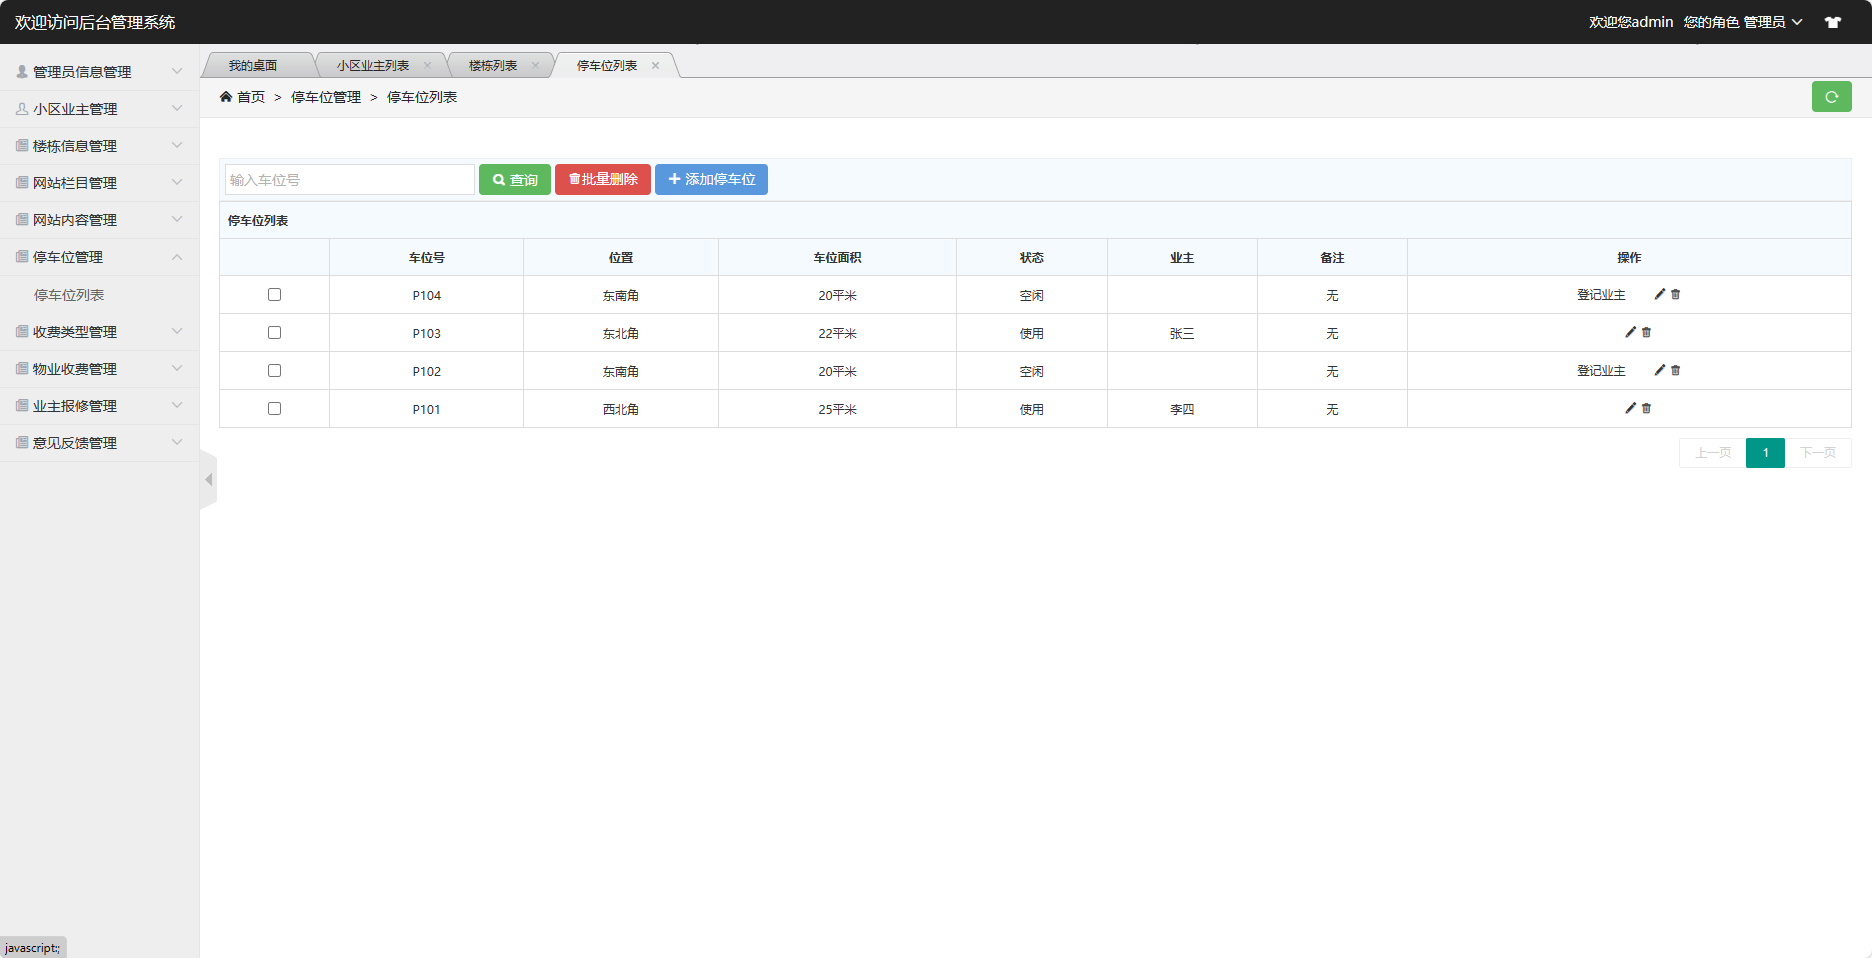 欢迎访问后台管理系统
欢迎您admin 您的角色 管理员
管理员信息管理
小区业主管理
楼栋信息管理
网站栏目管理
网站内容管理
停车位管理
停车位列表
收费类型管理
物业收费管理
业主报修管理
意见反馈管理
我的桌面 小区业主列表 楼栋列表 停车位列表
首页 > 停车位管理 > 停车位列表
输入车位号 查询 批量删除 添加停车位
停车位列表
车位号 位置 车位面积 状态 业主 备注 操作
P104 东南角 20平米 空闲 无 登记业主
P103 东北角 22平米 使用 张三 无
P102 东南角 20平米 空闲 无 登记业主
P101 西北角 25平米 使用 李四 无
上一页 1 下一页
javascript:;